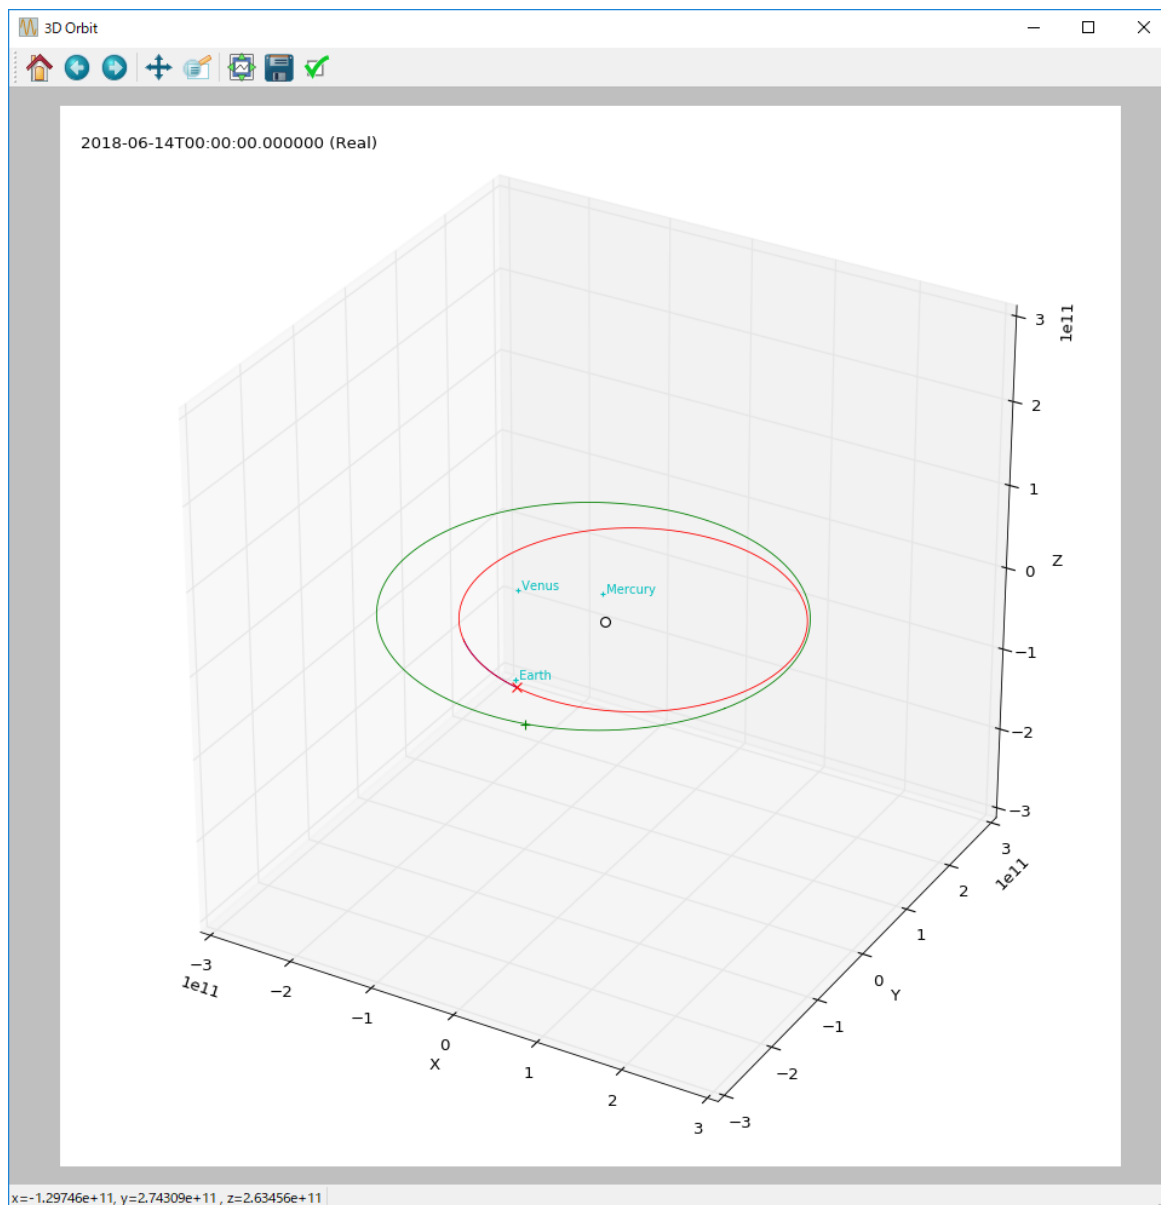 3D Orbit
2018-06-14T00:00:00.000000 (Real)
1e11
3
2
1
0
Z
−1
−2
−3
Venus
Mercury
Earth
3
1e11
2
1
0
Y
−1
−2
−3
−3
1e11
−2
−1
0
X
1
2
3
x=-1.29746e+11, y=2.74309e+11 , z=2.63456e+11